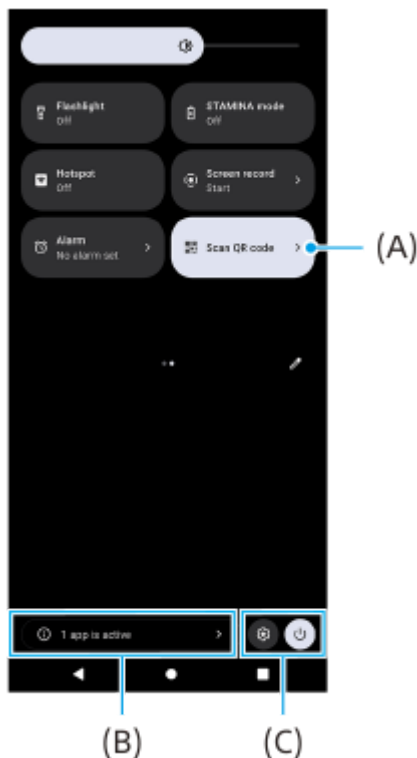 Flashlight
Off
STAMINA mode
Off
Hotspot
Off
Screen record
Start
Alarm
No alarm set
Scan QR code
(A)
1 app is active
(B)
(C)